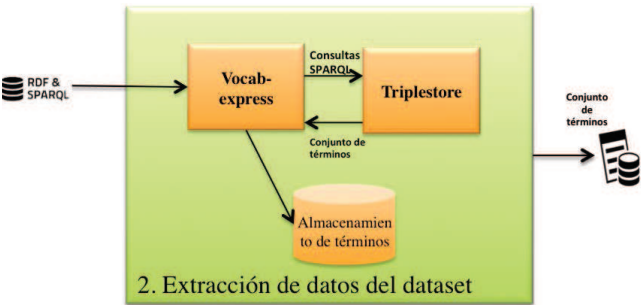 RDF &
SPARQL
Vocab-
express
Consultas
SPARQL
Triplestore
Conjunto de
términos
Almacenamien
to de términos
2. Extracción de datos del dataset
Conjunto
de
términos